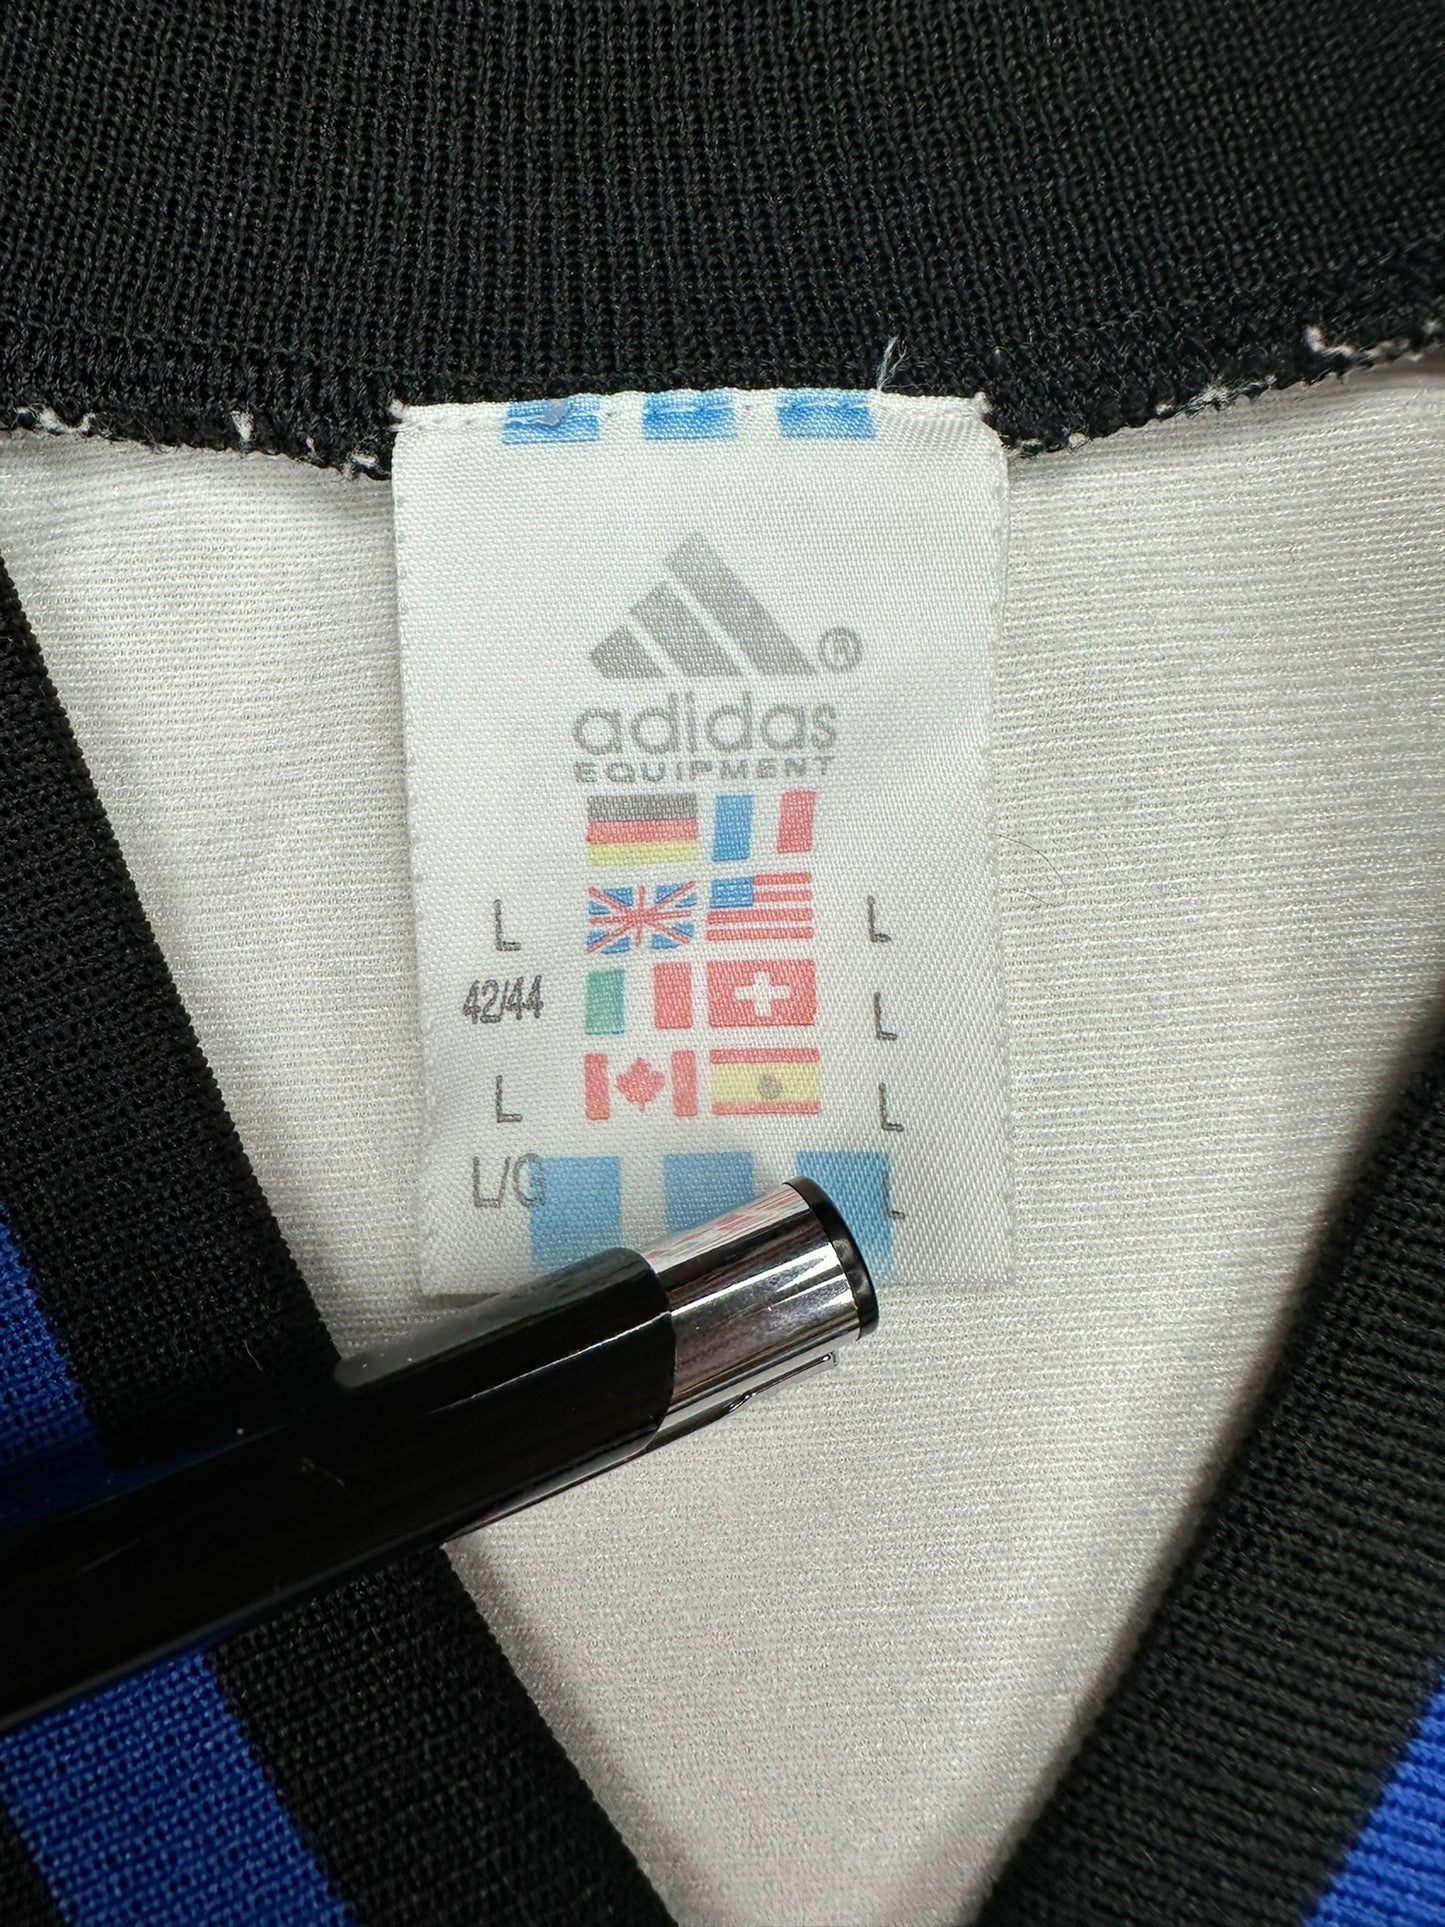 ®
adidas
EQUIPMENT
L L
42/44 L
L L
L/G L